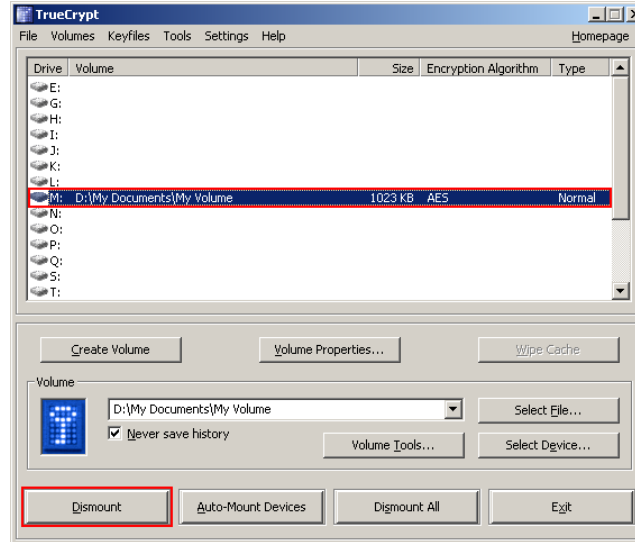 TrueCrypt
File Volumes Keyfiles Tools Settings Help Homepage
Drive Volume Size Encryption Algorithm Type
E:
G:
H:
I:
J:
K:
L:
M: D:\My Documents\My Volume 1023 KB AES Normal
N:
O:
P:
Q:
S:
T:
Create Volume Volume Properties... Wipe Cache
Volume
D:\My Documents\My Volume Select File...
Never save history Volume Tools... Select Device...
Dismount Auto-Mount Devices Dismount All Exit